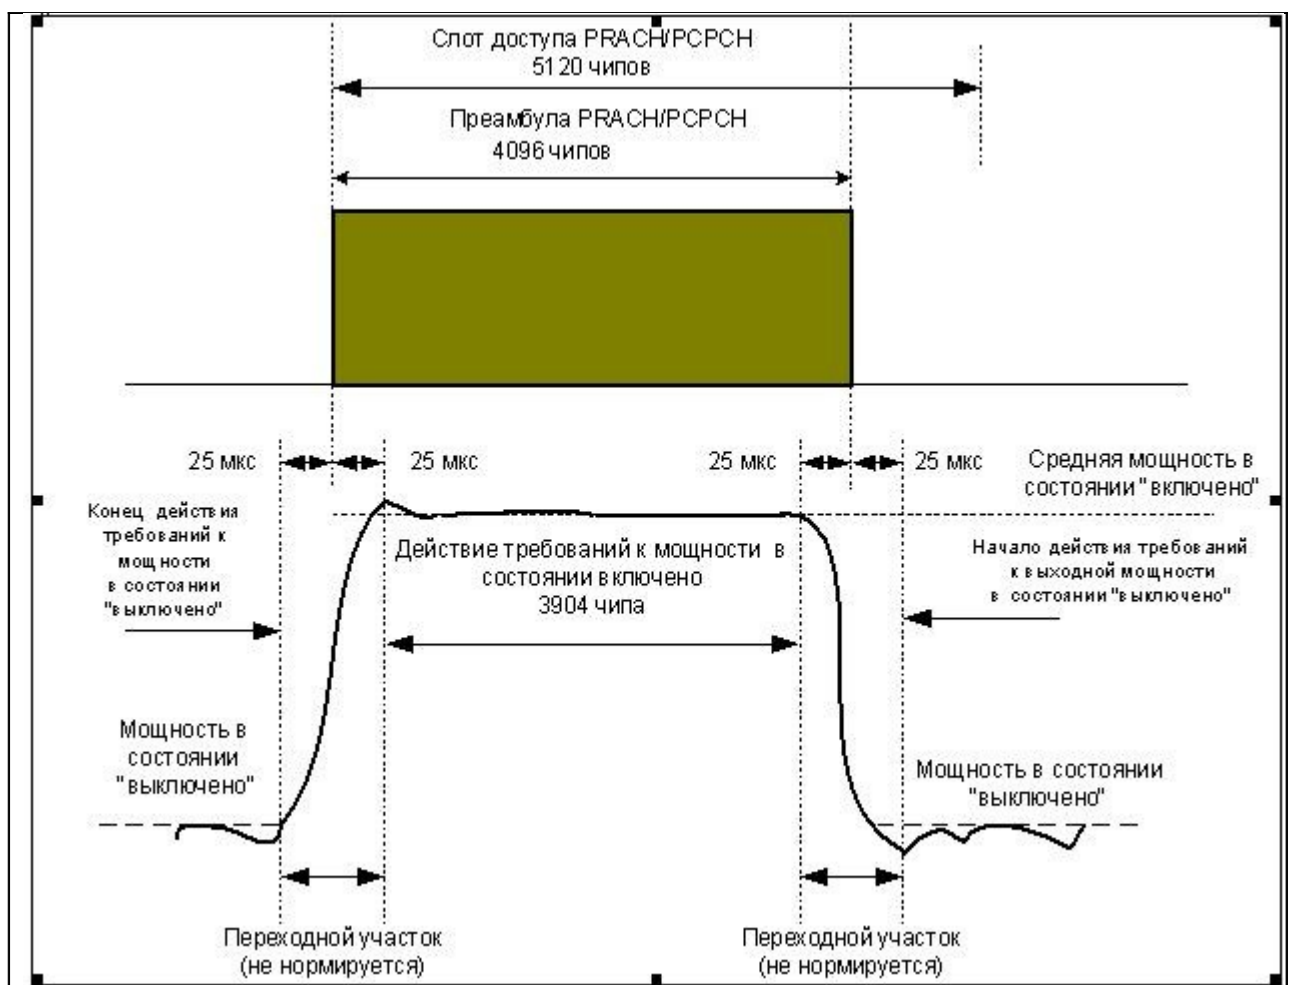 Слот доступа PRACH/PCPCH
5120 чипов
Преамбула PRACH/PCPCH
4096 чипов
25 мкс
25 мкс
25 мкс
25 мкс
Средняя мощность в
состоянии "включено"
Конец действия
требований к
мощности
в состоянии
"выключено"
Действие требований к мощности в
состоянии включено
3904 чипа
Начало действия требований
к выходной мощности
в состоянии "выключено"
Мощность в
состоянии
"выключено"
Мощность в состоянии
"выключено"
Переходной участок
(не нормируется)
Переходной участок
(не нормируется)